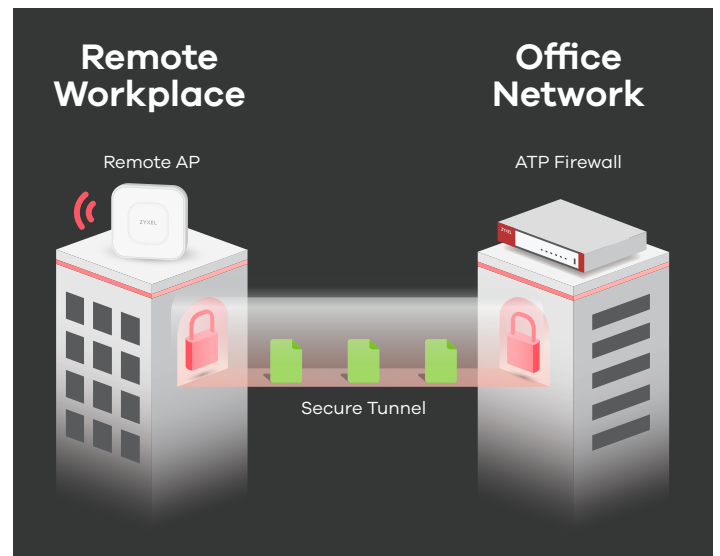 Remote
Workplace
Office
Network
Remote AP
ATP Firewall
ZYXEL
ZYXEL
Secure Tunnel